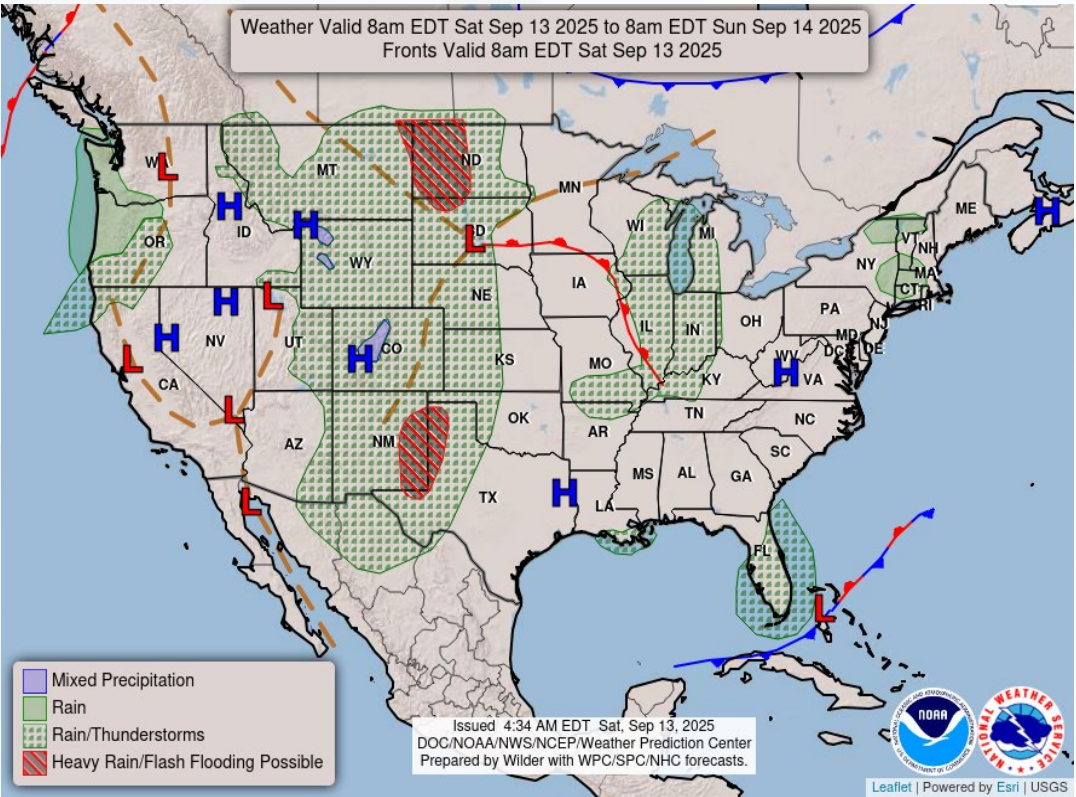 Weather Valid 8am EDT Sat Sep 13 2025 to 8am EDT Sun Sep 14 2025
Fronts Valid 8am EDT Sat Sep 13 2025
WA
L
MT
ND
MN
ME
H
H
H
OR
ID
SD
L
WI
MI
VT
NH
NY
MA
CT
RI
WY
IA
NE
H
L
NV
UT
H
CO
H
L
CA
KS
MO
IL
IN
OH
PA
NJ
MD
DE
DC
WV
H
VA
KY
L
AZ
NM
OK
AR
TN
NC
SC
MS
AL
GA
L
TX
H
LA
FL
L
Mixed Precipitation
Rain
Rain/Thunderstorms
Heavy Rain/Flash Flooding Possible
Issued 4:34 AM EDT Sat, Sep 13, 2025
DOC/NOAA/NWS/NCEP/Weather Prediction Center
Prepared by Wilder with WPC/SPC/NHC forecasts.
NOAA
NATIONAL WEATHER SERVICE
Leaflet | Powered by Esri | USGS